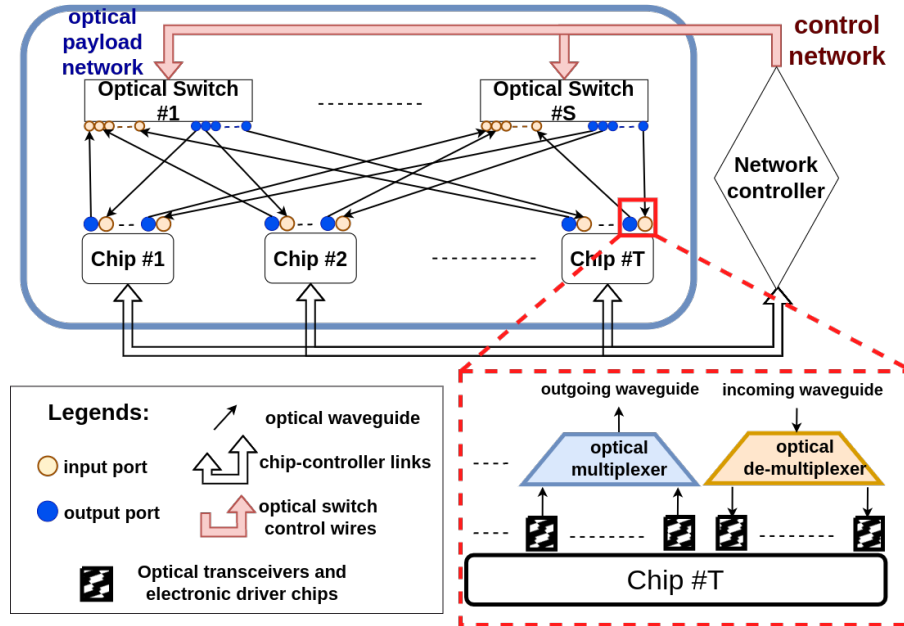 optical
payload
network
control
network
Optical Switch
#1
Optical Switch
#S
Network
controller
Chip #1
Chip #2
Chip #T
Legends:
input port
output port
Optical transceivers and
electronic driver chips
optical waveguide
chip-controller links
optical switch
control wires
outgoing waveguide
incoming waveguide
optical
multiplexer
optical
de-multiplexer
Chip #T